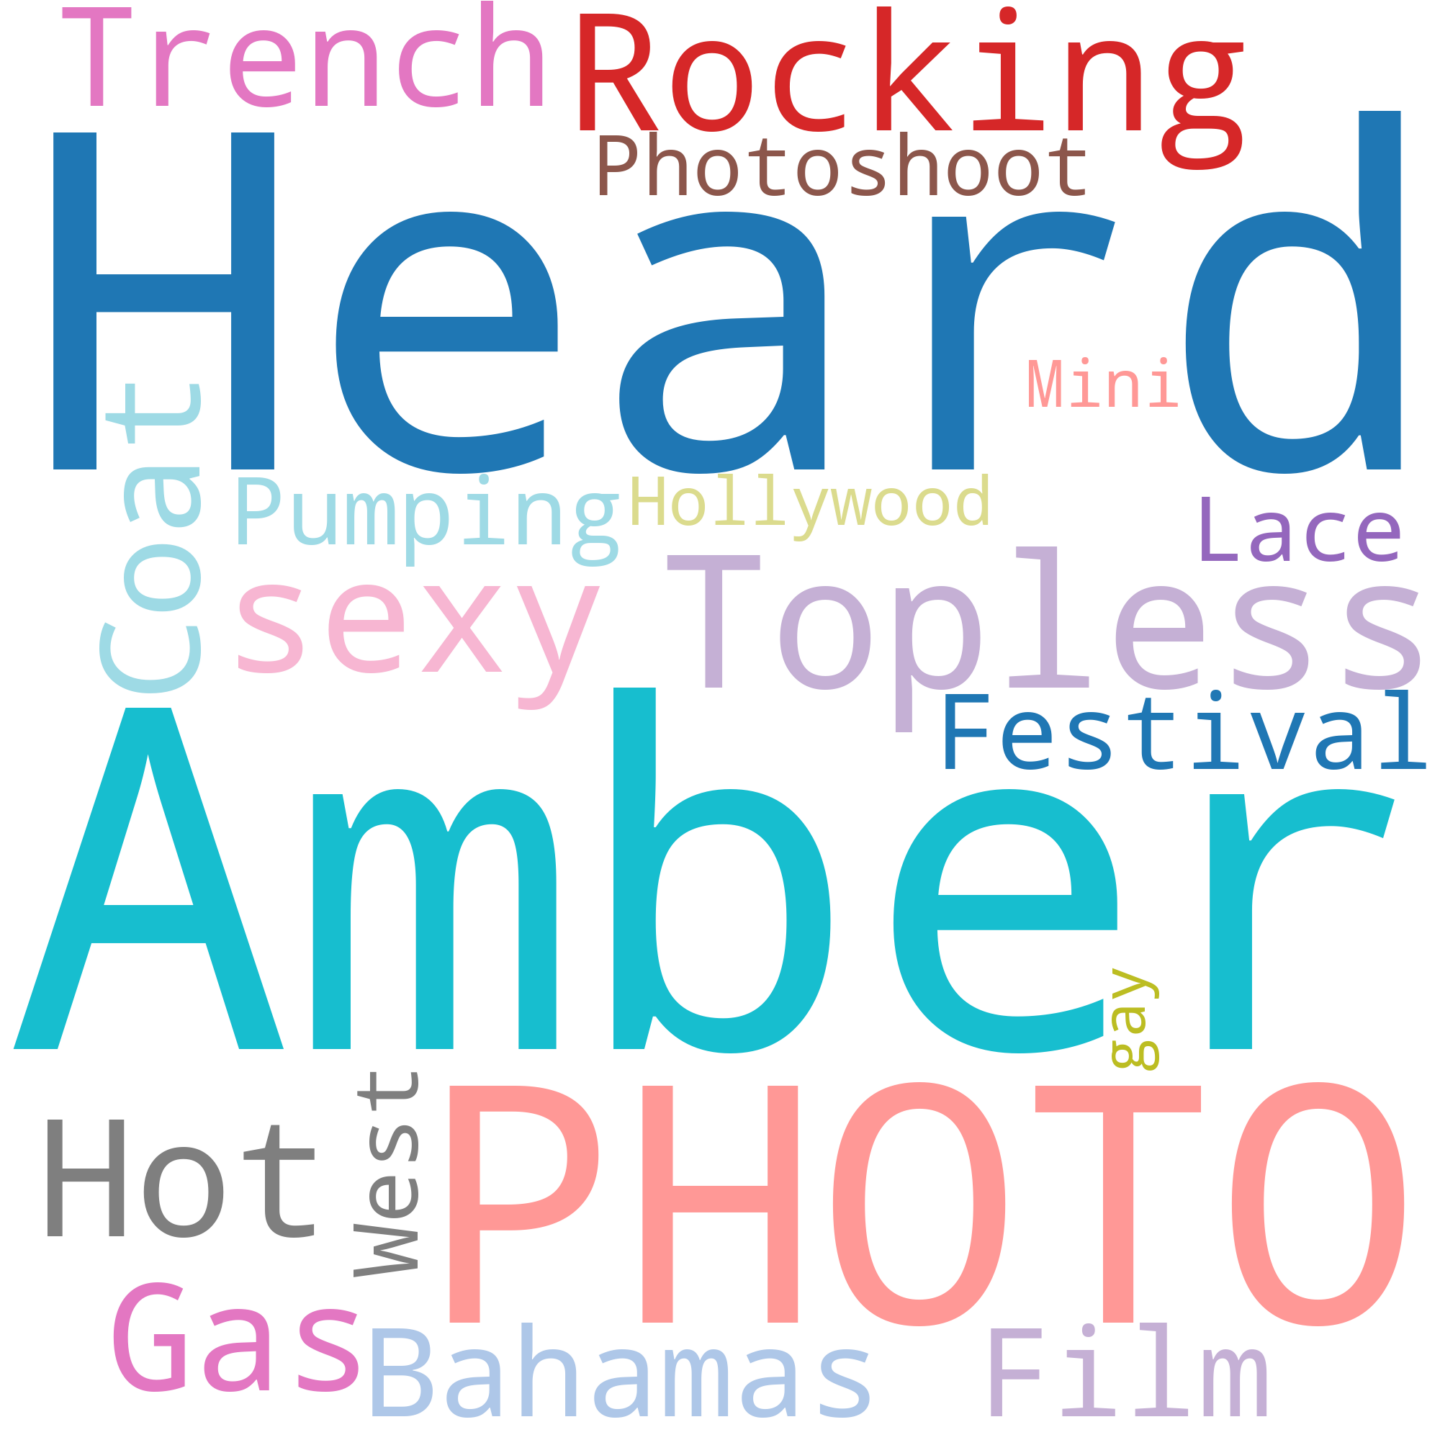 Trench
Rocking
Photoshoot
Heard
Mini
Coat
Pumping
Hollywood
Lace
sexy
Topless
Festival
Amber
gay
Hot
West
PHOTO
Gas
Bahamas
Film